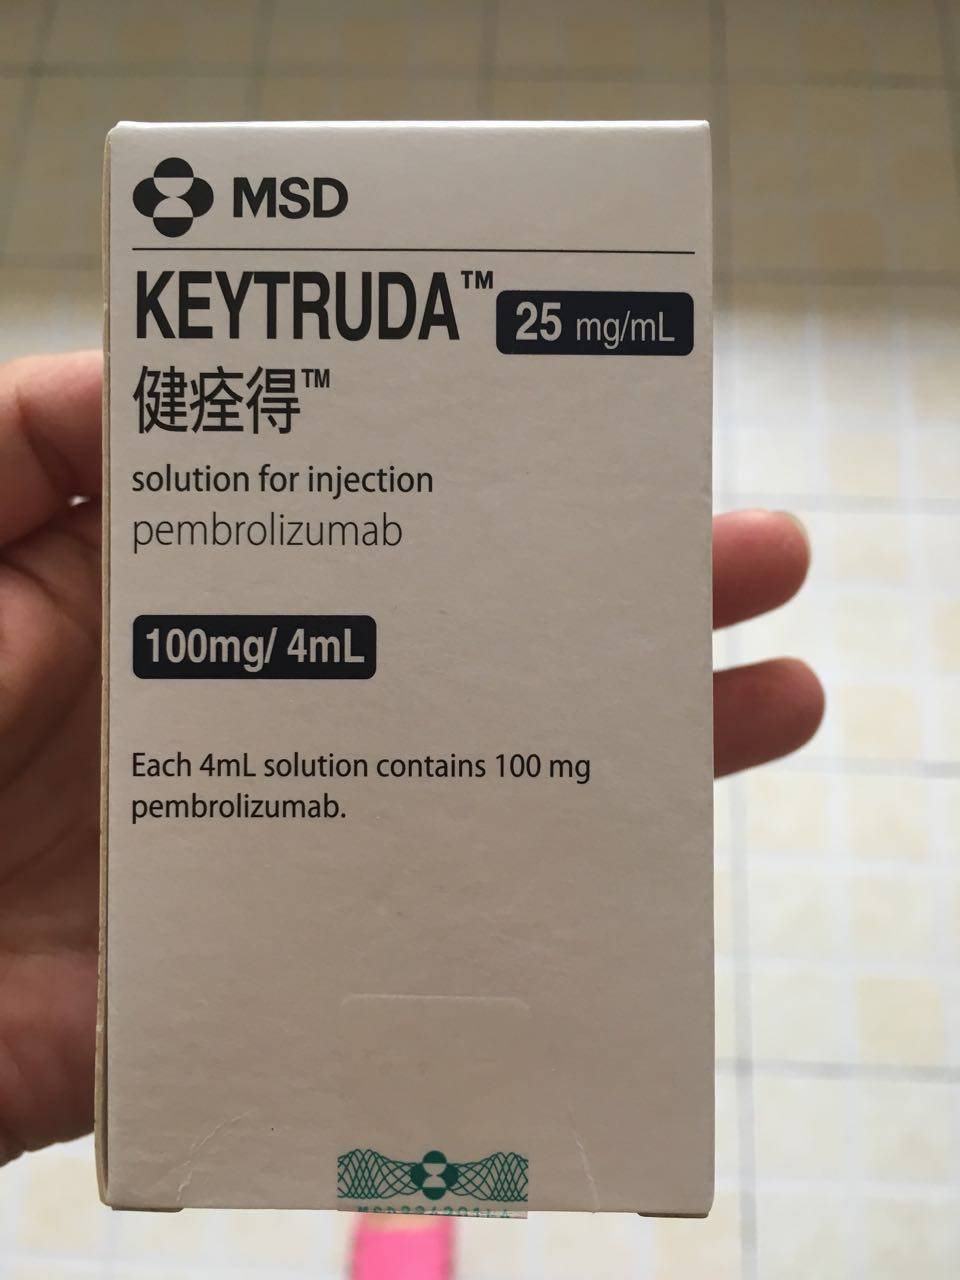 MSD
KEYTRUDA™ 25 mg/mL
健痊得™
solution for injection
pembrolizumab
100mg/ 4mL
Each 4mL solution contains 100 mg
pembrolizumab.